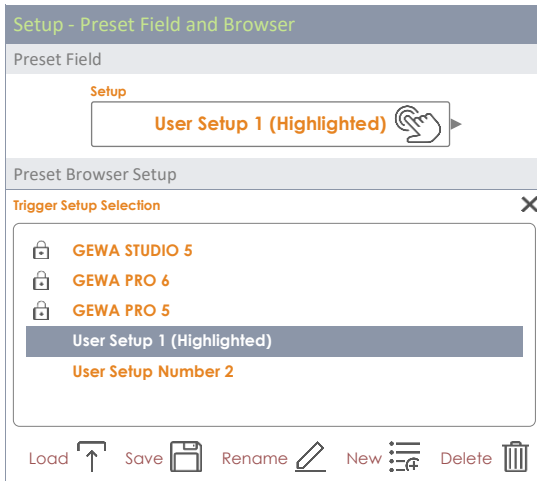 Setup - Preset Field and Browser
Preset Field
Setup
User Setup 1 (Highlighted)
Preset Browser Setup
Trigger Setup Selection
GEWA STUDIO 5
GEWA PRO 6
GEWA PRO 5
User Setup 1 (Highlighted)
User Setup Number 2
Load Save Rename New Delete